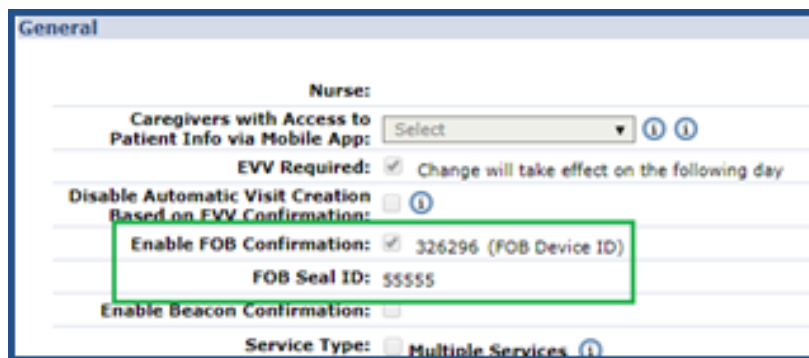 General
Nurse:
Caregivers with Access to
Patient Info via Mobile App: Select
EVV Required: Change will take effect on the following day
Disable Automatic Visit Creation
Based on EVV Confirmation:
Enable FOB Confirmation: 326296 (FOB Device ID)
FOB Seal ID: 55555
Enable Beacon Confirmation:
Service Type: Multiple Services